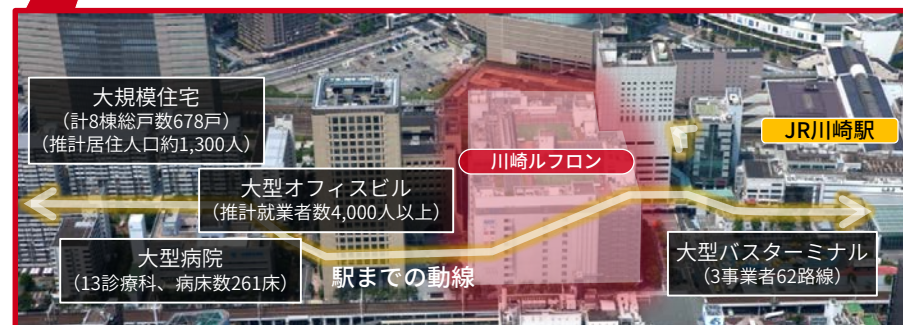 大規模住宅
（計8棟総戸数678戸）
（推計居住人口約1,300人）
JR川崎駅
川崎ルフロン
大型オフィスビル
（推計就業者数4,000人以上）
大型病院
（13診療科、病床数261床）
駅までの動線
大型バスターミナル
（3事業者62路線）